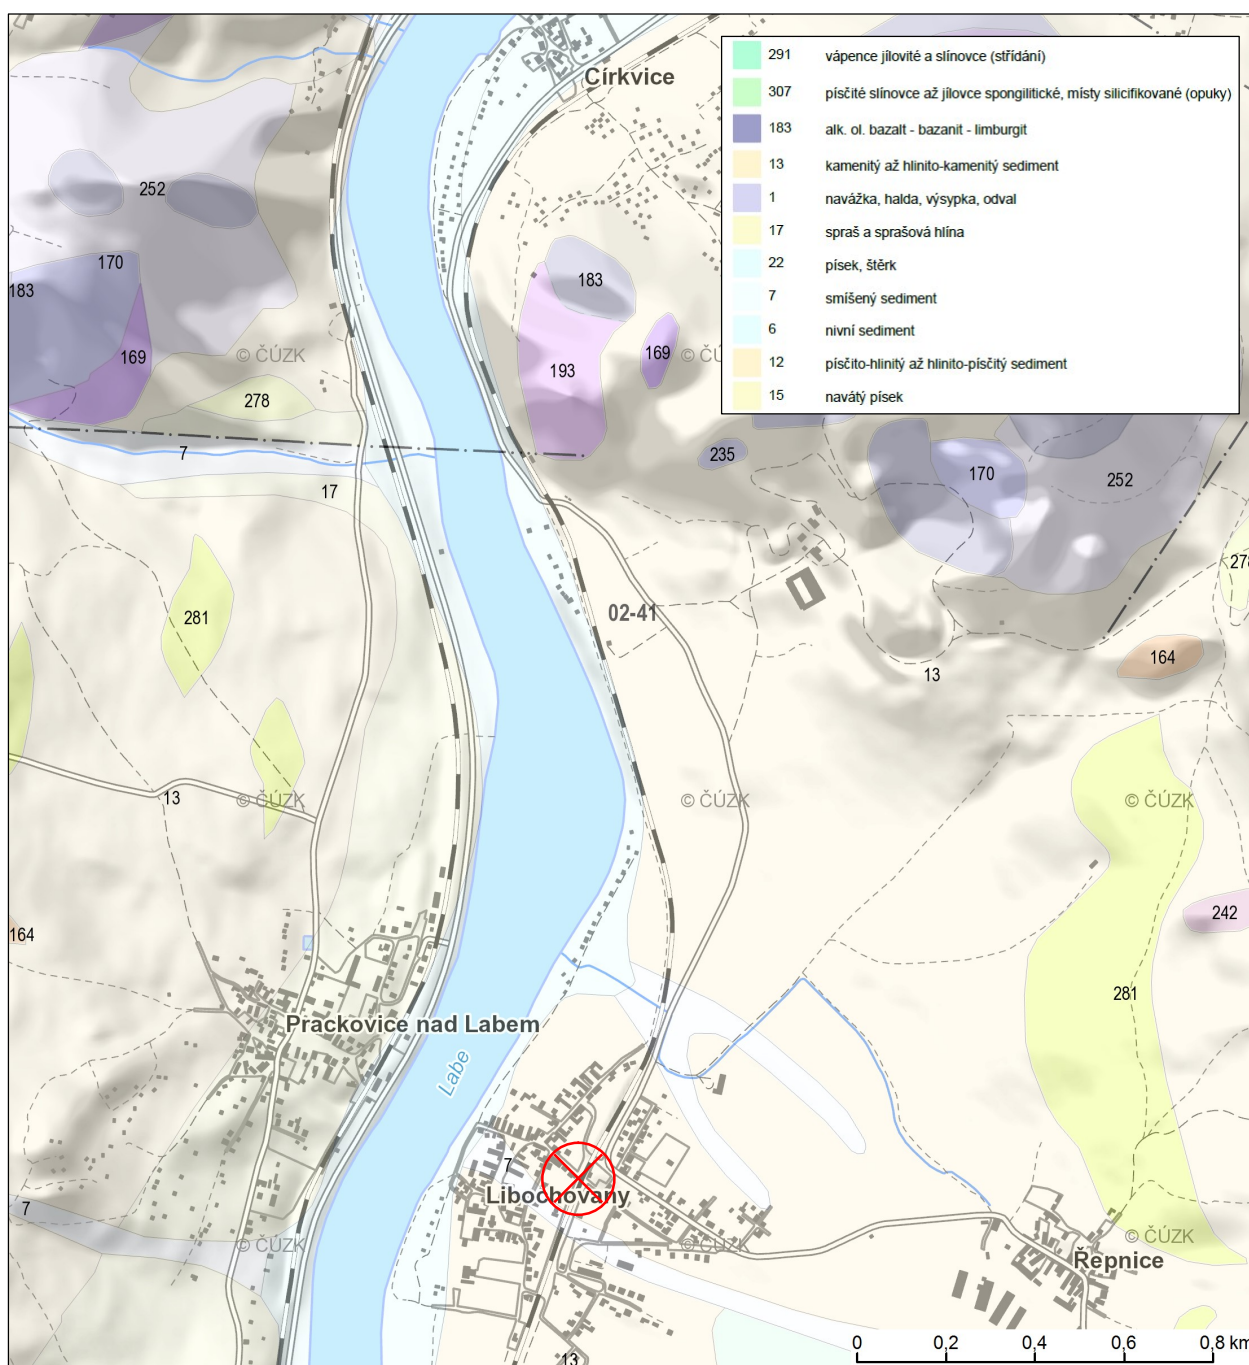 Církvice
291 vápence jílovité a slínovce (střídání)
307 písčité slínovce až jílovce spongilitické, místy silicifikované (opuky)
183 alk. ol. bazalt - bazanit - limburgit
13 kamenitý až hlinito-kamenitý sediment
1 navážka, halda, výsypka, odval
17 spraš a sprašová hlína
22 písek, štěrk
7 smíšený sediment
6 nivní sediment
12 písčito-hlinitý až hlinito-písčitý sediment
15 navátý písek
252
170
183
183
169
© ČÚZK
193
169
© ČÚ
278
7
235
170
252
17
278
281
02-41
13
164
13
© ČÚZK
© ČÚZK
© ČÚZK
164
242
281
Prackovice nad Labem
Labe
7
Libochovany
7
© ČÚZK
© ČÚZK
© ČÚZK
Řepnice
13
0 0,2 0,4 0,6 0,8 km